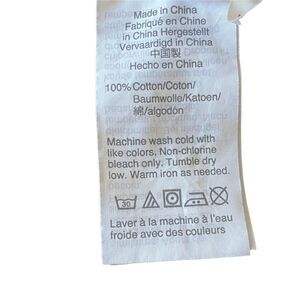 Made in China
Fabriqué en Chine
in China Hergestellt
Vervaardigd in China
中国製
Hecho en China
100% Cotton/Coton/
Baumwolle/Katoen/
綿/algodón
Machine wash cold with
like colors. Non-chlorine
bleach only. Tumble dry
low. Warm iron as needed.
30
Laver à la machine à l'eau
froide avec des couleurs